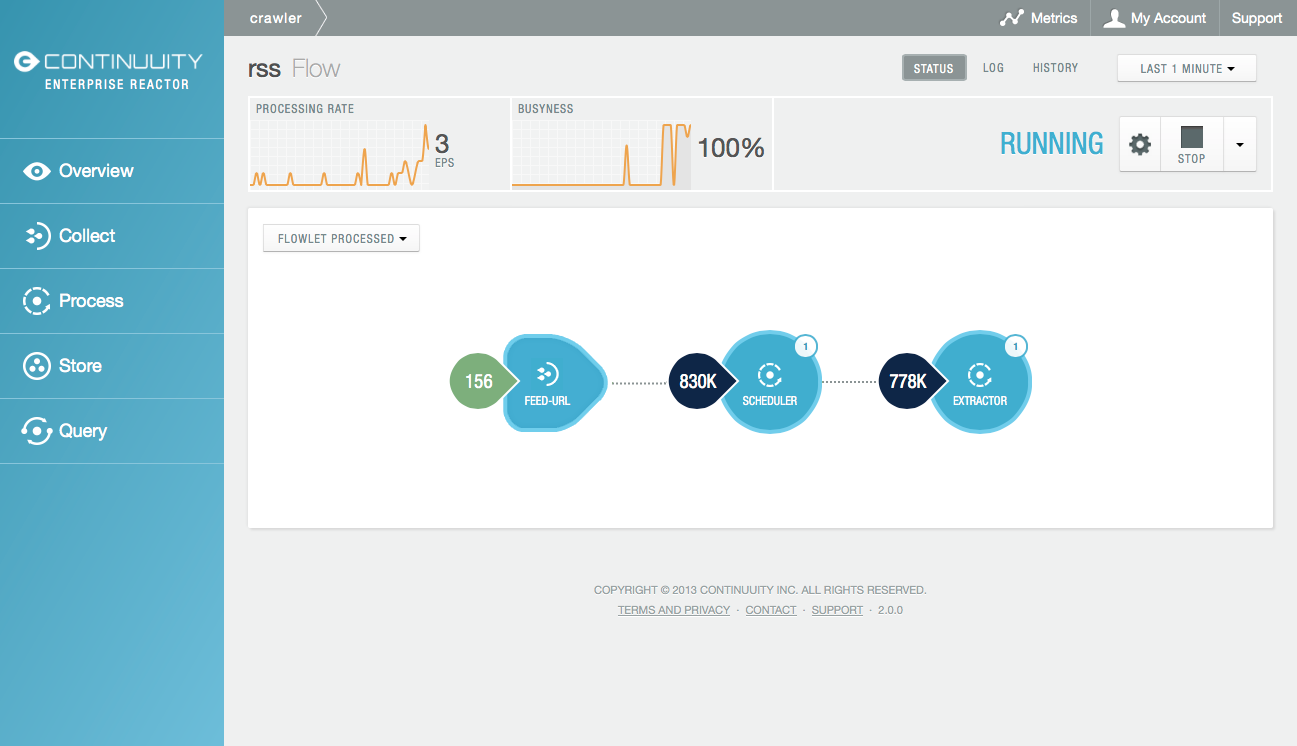 crawler
Metrics
My Account
Support
CONTINUUITY
ENTERPRISE REACTOR
Overview
Collect
Process
Store
Query
rss Flow
STATUS
LOG
HISTORY
LAST 1 MINUTE
PROCESSING RATE
3
EPS
BUSYNESS
100%
RUNNING
STOP
FLOWLET PROCESSED
156
FEED-URL
830K
1
SCHEDULER
778K
1
EXTRACTOR
COPYRIGHT © 2013 CONTINUUITY INC. ALL RIGHTS RESERVED.
TERMS AND PRIVACY · CONTACT · SUPPORT · 2.0.0